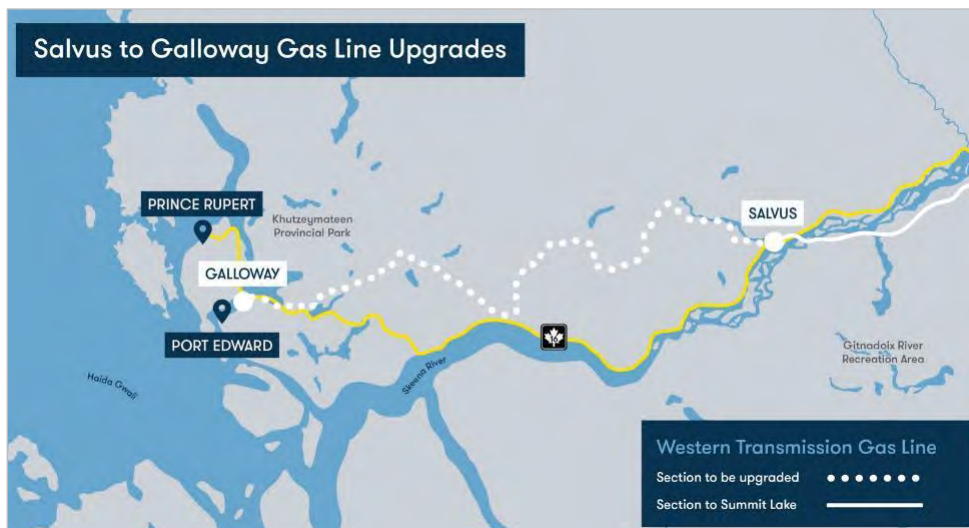 Salvus to Galloway Gas Line Upgrades
PRINCE RUPERT
Khutzeymateen
Provincial Park
SALVUS
GALLOWAY
PORT EDWARD
16
Skeena River
Gitnadoix River
Recreation Area
Haida Gwaii
Western Transmission Gas Line
Section to be upgraded
Section to Summit Lake